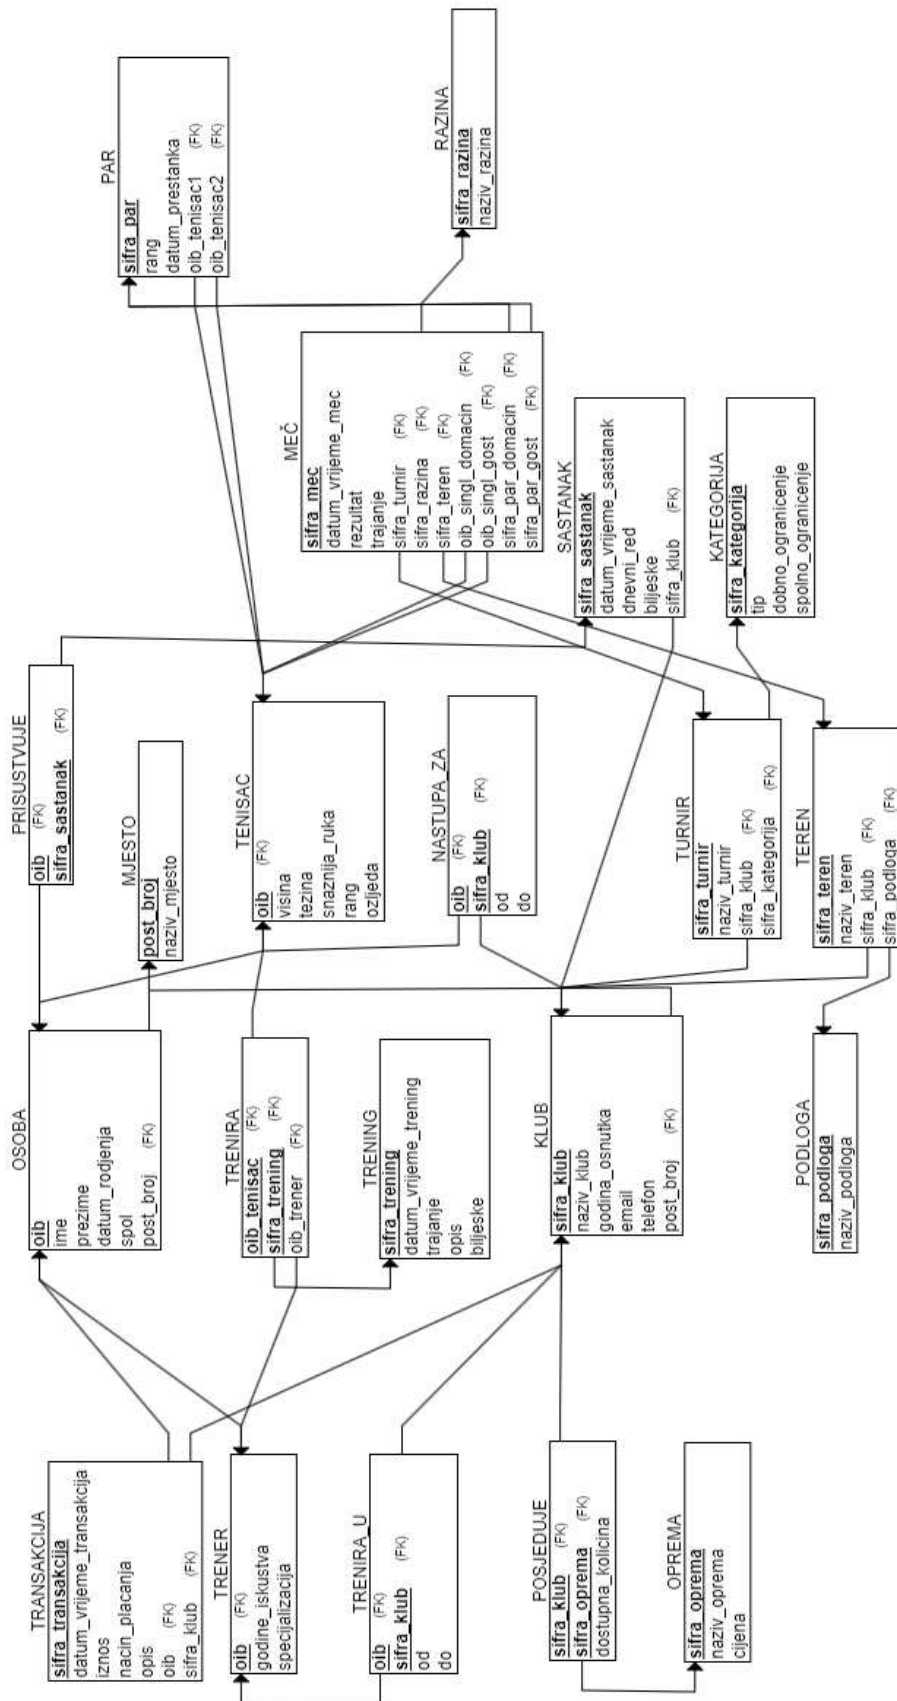 TRANSAKCIJA
sifra_transakcija
datum_vrijeme_transakcija
iznos
nacin_placanja
opis
oib (FK)
sifra_klub (FK)
TRENER
oib (FK)
godine_iskustva
specijalizacija
TRENIRA_U
oib (FK)
sifra_klub (FK)
od
do
POSJEDUJE
sifra_klub (FK)
sifra_oprema (FK)
dostupna_kolicina
OPREMA
sifra_oprema
naziv_oprema
cijena
OSOBA
oib
ime
prezime
datum_rodjenja
spol
post_broj (FK)
TRENIRA
oib_tenisac (FK)
sifra_trening (FK)
oib_trener (FK)
TRENING
sifra_trening
datum_vrijeme_trening
trajanje
opis
biljeske
KLUB
sifra_klub
naziv_klub
godina_osnutka
email
telefon
post_broj (FK)
PODLOGA
sifra_podloga
naziv_podloga
PRISUSTVUJE
oib (FK)
sifra_sastanak (FK)
MJESTO
post_broj
naziv_mjesto
TENISAC
oib (FK)
visina
tezina
snaznija_ruka
rang
ozljeda
NASTUPA_ZA
oib (FK)
sifra_klub (FK)
od
do
TURNIR
sifra_turnir
naziv_turnir
sifra_klub (FK)
sifra_kategorija (FK)
TEREN
sifra_teren
naziv_teren
sifra_klub (FK)
sifra_podloga (FK)
PAR
sifra_par
rang
datum_prestanka
oib_tenisac1 (FK)
oib_tenisac2 (FK)
MEČ
sifra_mec
datum_vrijeme_mec
rezultat
trajanje
sifra_turnir (FK)
sifra_razina (FK)
sifra_teren (FK)
oib_singl_domacin (FK)
oib_singl_gost (FK)
sifra_par_domacin (FK)
sifra_par_gost (FK)
RAZINA
sifra_razina
naziv_razina
SASTANAK
sifra_sastanak
datum_vrijeme_sastanak
dnevni_red
biljeske
sifra_klub (FK)
KATEGORIJA
sifra_kategorija
tip
dobno_ogranicenje
spolno_ogranicenje